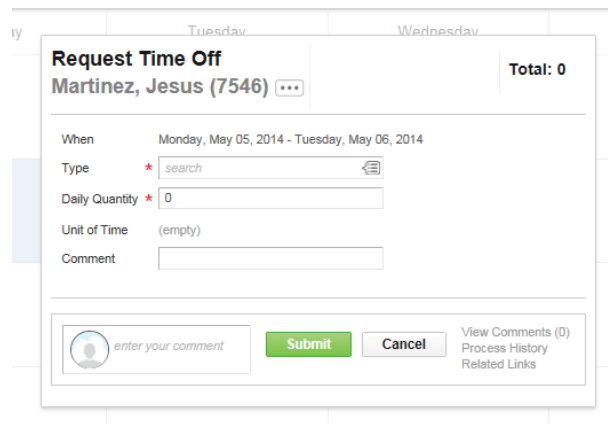 ay Tuesday Wednesday
Request Time Off
Total: 0
Martinez, Jesus (7546)
When Monday, May 05, 2014 - Tuesday, May 06, 2014
Type * search
Daily Quantity * 0
Unit of Time (empty)
Comment
enter your comment Submit Cancel
View Comments (0)
Process History
Related Links